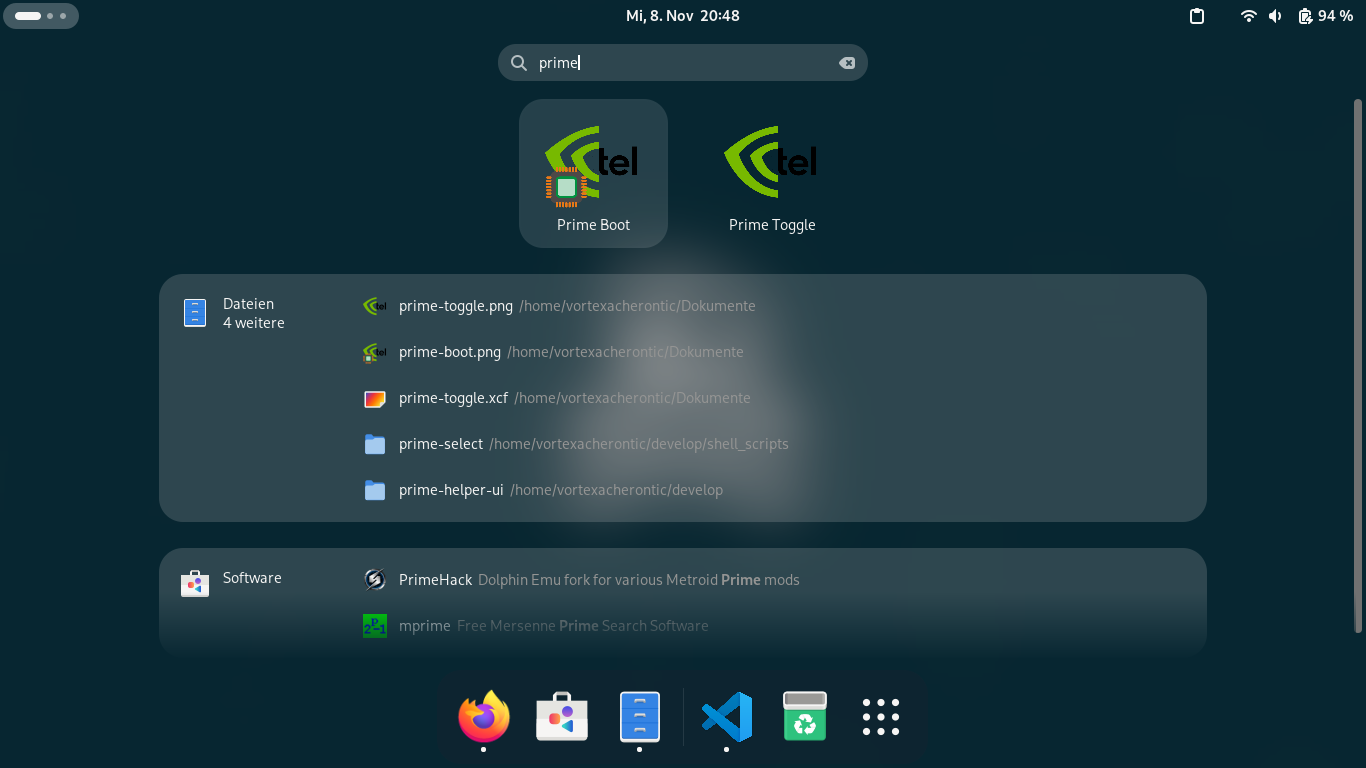 Mi, 8. Nov 20:48
94 %
prime
tel
tel
Prime Boot
Prime Toggle
Dateien
4 weitere
prime-toggle.png /home/vortexacherontic/Dokumente
prime-boot.png /home/vortexacherontic/Dokumente
prime-toggle.xcf /home/vortexacherontic/Dokumente
prime-select /home/vortexacherontic/develop/shell_scripts
prime-helper-ui /home/vortexacherontic/develop
Software
PrimeHack Dolphin Emu fork for various Metroid Prime mods
mprime Free Mersenne Prime Search Software